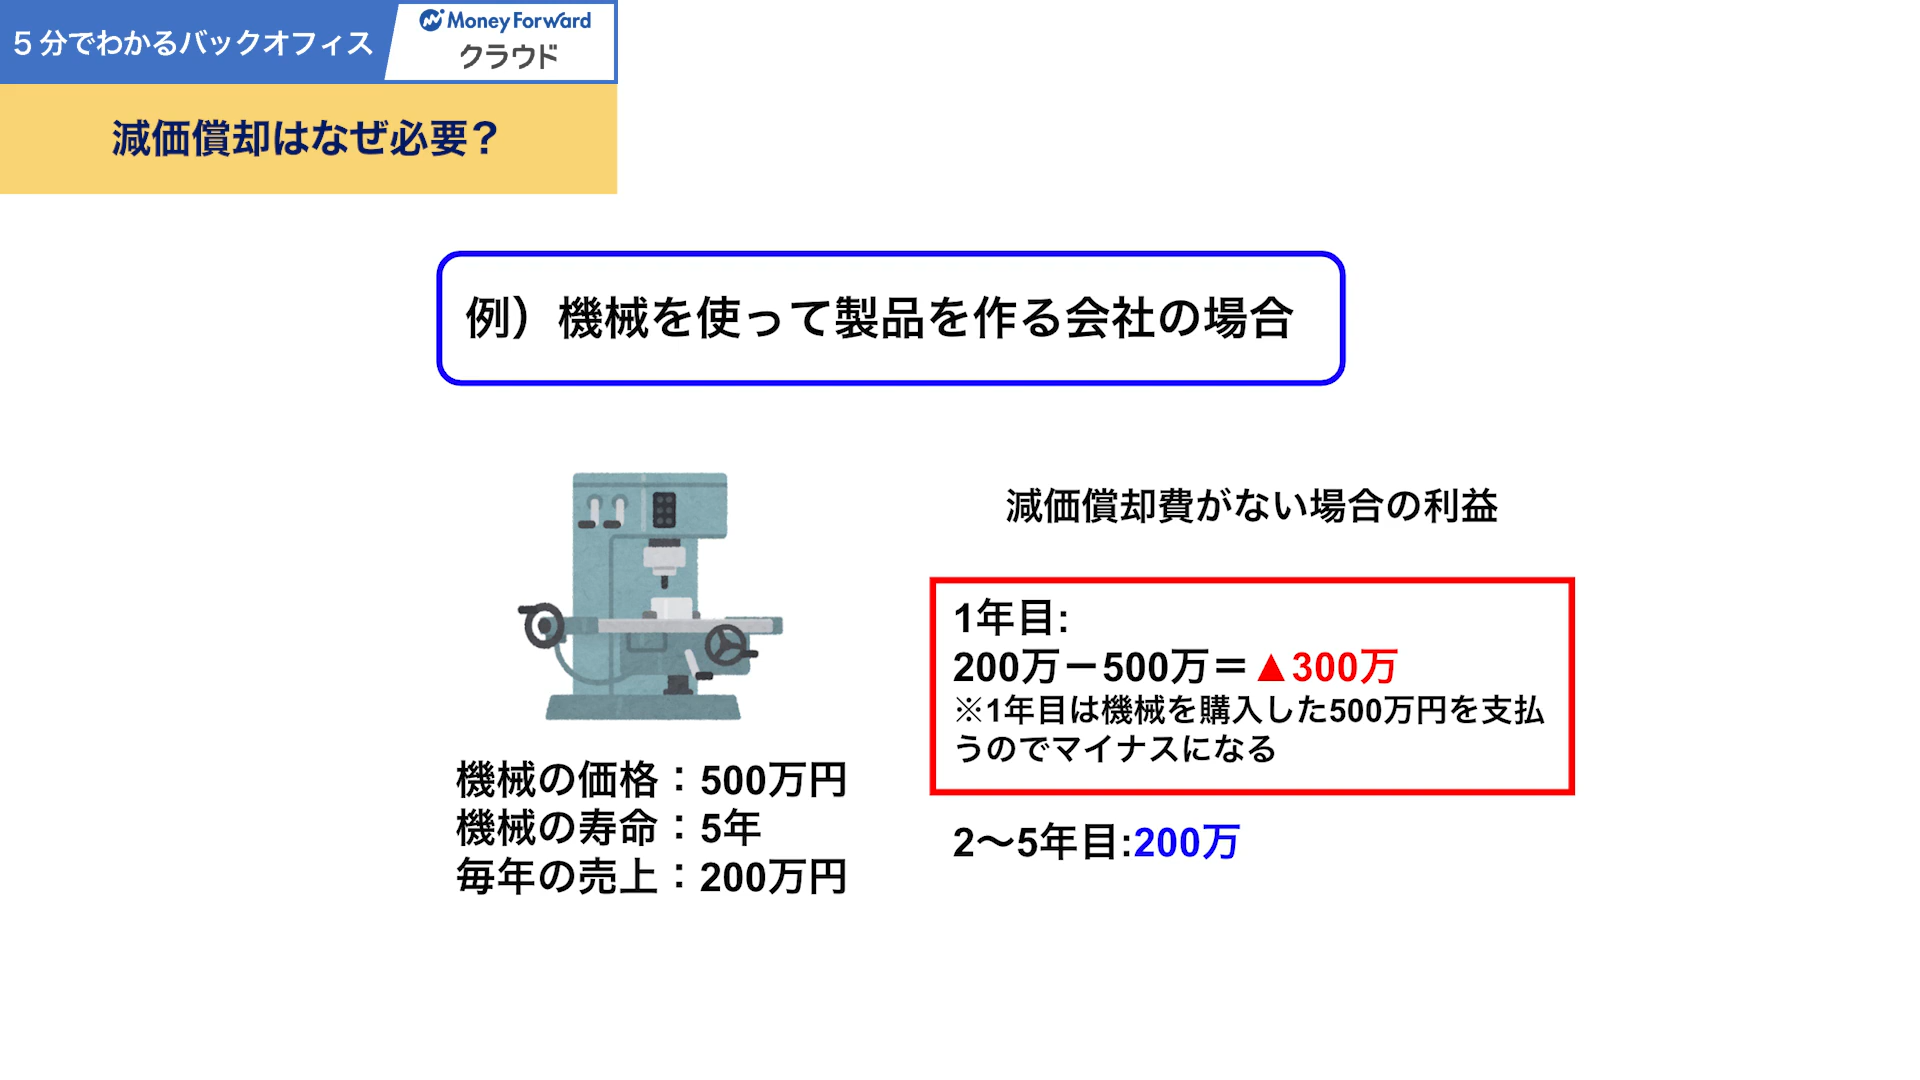 5分でわかるバックオフィス
Money Forward
クラウド
減価償却はなぜ必要？
例）機械を使って製品を作る会社の場合
減価償却費がない場合の利益
1年目:
200万－500万＝▲300万
※1年目は機械を購入した500万円を支払
うのでマイナスになる
2〜5年目:200万
機械の価格：500万円
機械の寿命：5年
毎年の売上：200万円